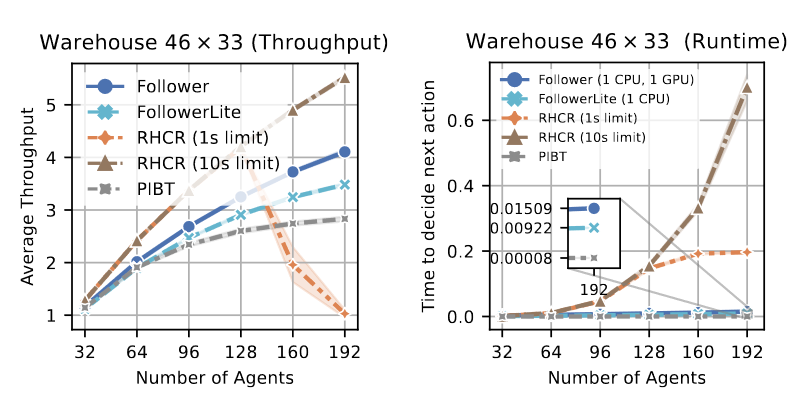 Warehouse 46 × 33 (Throughput)
Average Throughput
5
4
3
2
1
Follower
FollowerLite
RHCR (1s limit)
RHCR (10s limit)
PIBT
32 64 96 128 160 192
Number of Agents
Warehouse 46 × 33 (Runtime)
Time to decide next action
0.6
0.4
0.2
0.0
Follower (1 CPU, 1 GPU)
FollowerLite (1 CPU)
RHCR (1s limit)
RHCR (10s limit)
PIBT
0.01509
0.00922
0.00008
192
32 64 96 128 160 192
Number of Agents